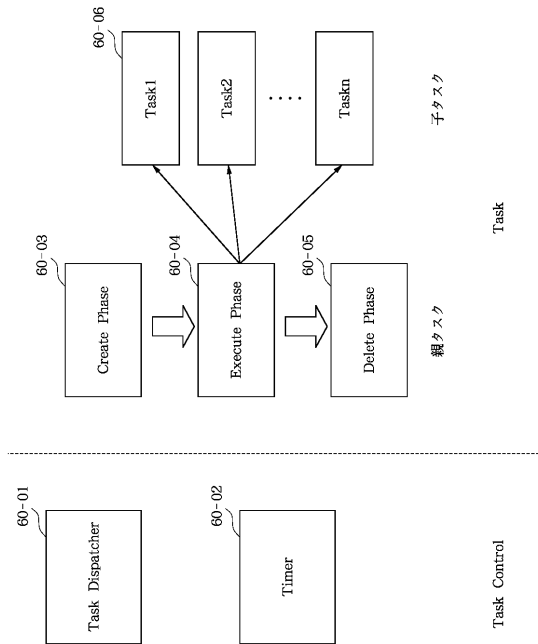 60-01
Task Dispatcher
60-02
Timer
Task Control
60-03
Create Phase
60-04
Execute Phase
60-05
Delete Phase
親タスク
60-06
Task1
Task2
....
Taskn
子タスク
Task